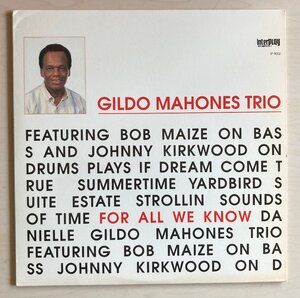 interplay
GILDO MAHONES TRIO
FEATURING BOB MAIZE ON BAS
S AND JOHNNY KIRKWOOD ON
DRUMS PLAYS IF DREAM COME T
RUE SUMMERTIME YARDBIRD S
UITE ESTATE STROLLIN SOUNDS
OF TIME FOR ALL WE KNOW DA
NIELLE GILDO MAHONES TRIO
FEATURING BOB MAIZE ON BA
SS JOHNNY KIRKWOOD ON D